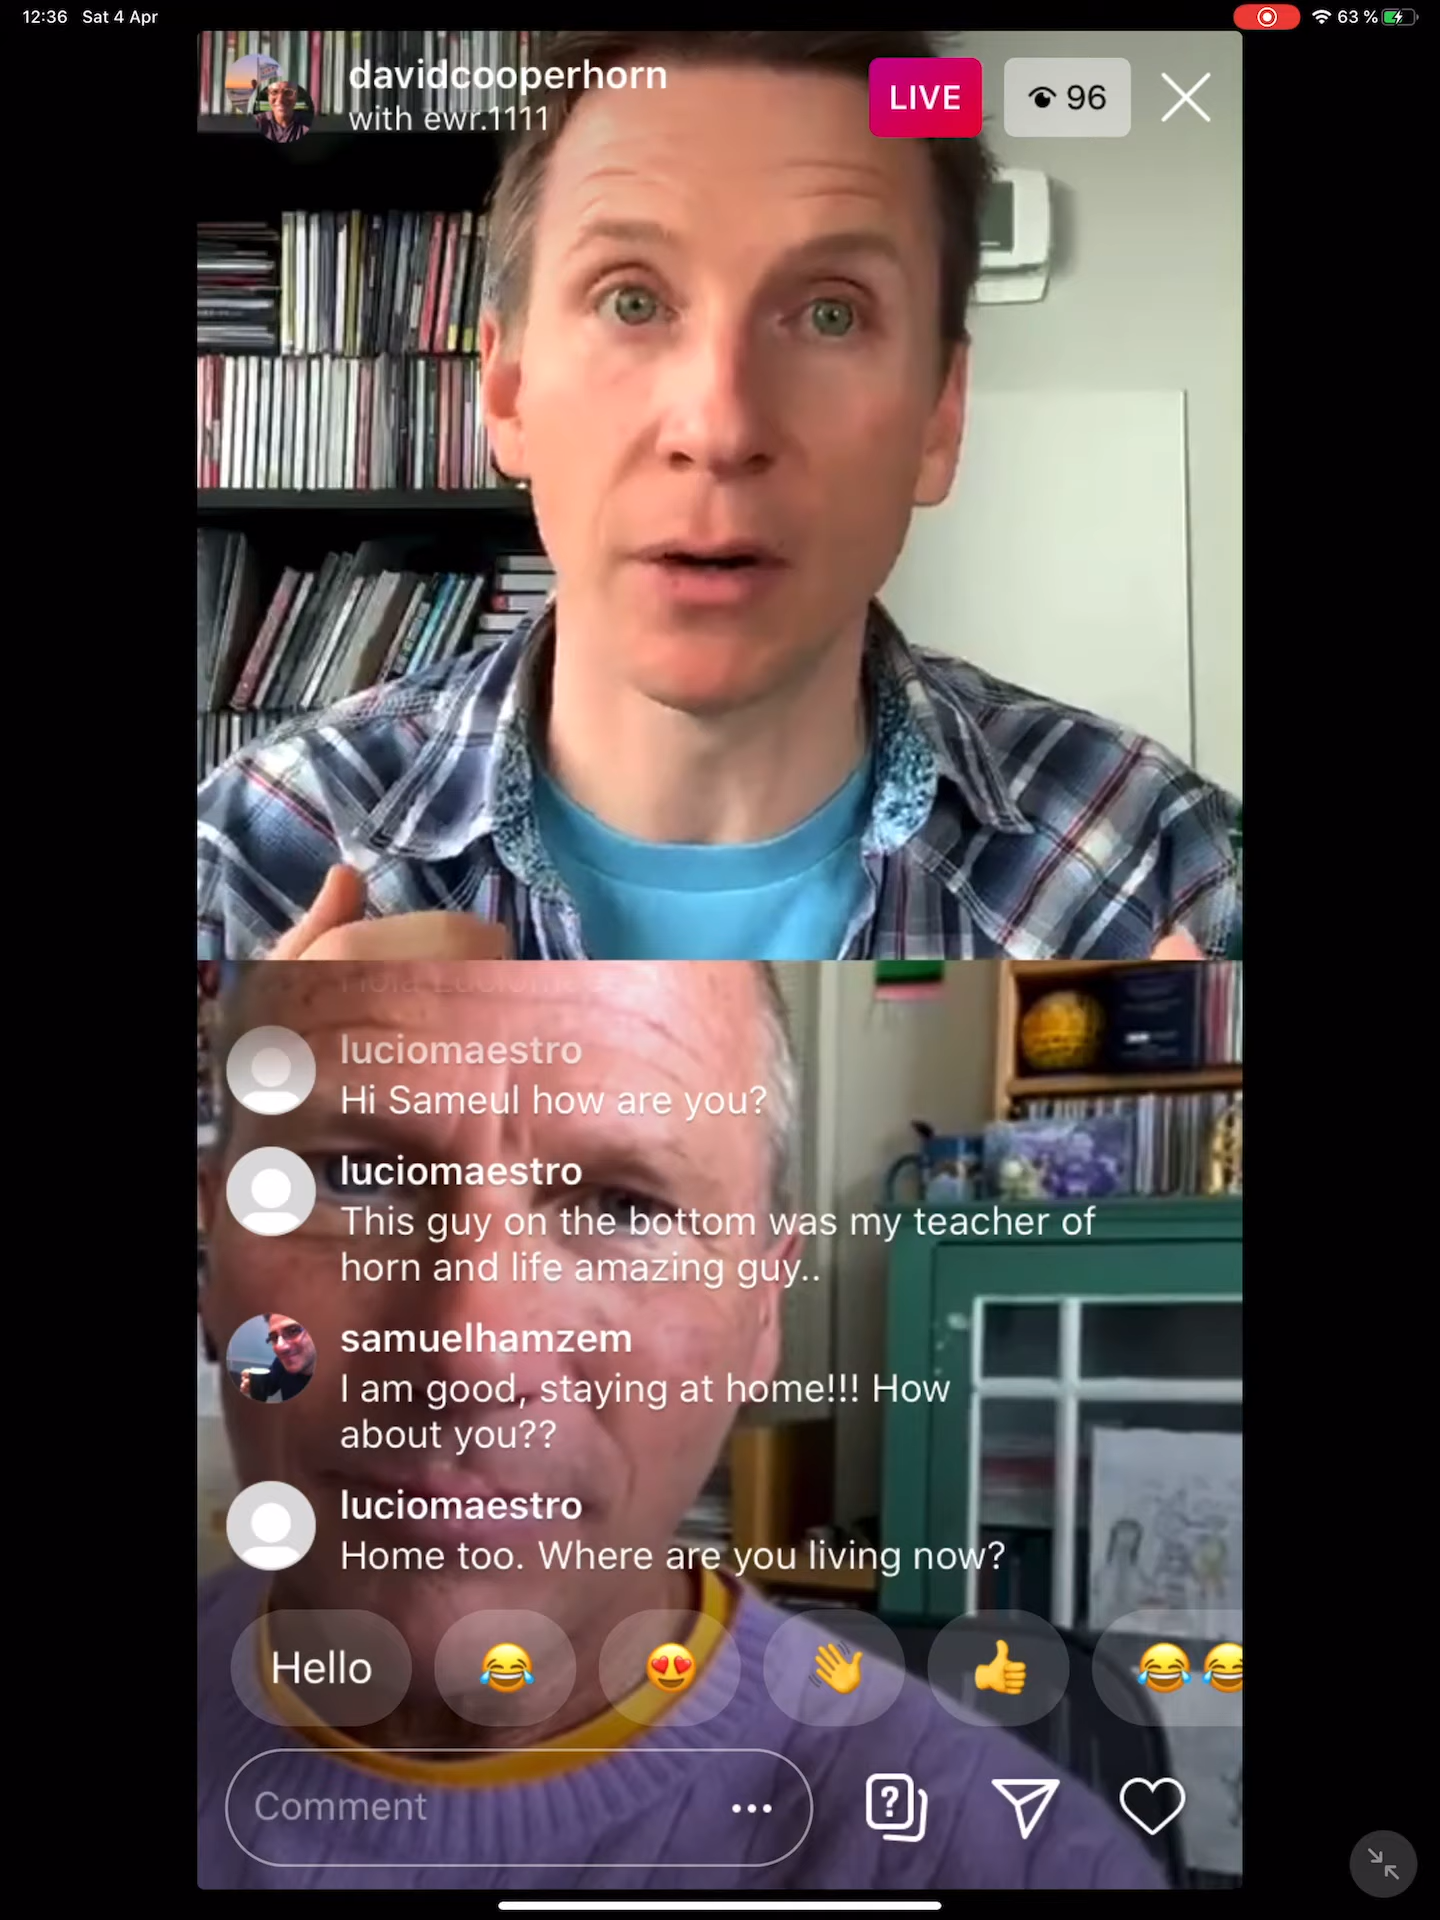 12:36 Sat 4 Apr
63 %
davidcooperhorn
with ewr.1111
LIVE
96
luciomaestro
Hi Sameul how are you?
luciomaestro
This guy on the bottom was my teacher of
horn and life amazing guy..
samuelhamzem
I am good, staying at home!!! How
about you??
luciomaestro
Home too. Where are you living now?
Hello
Comment